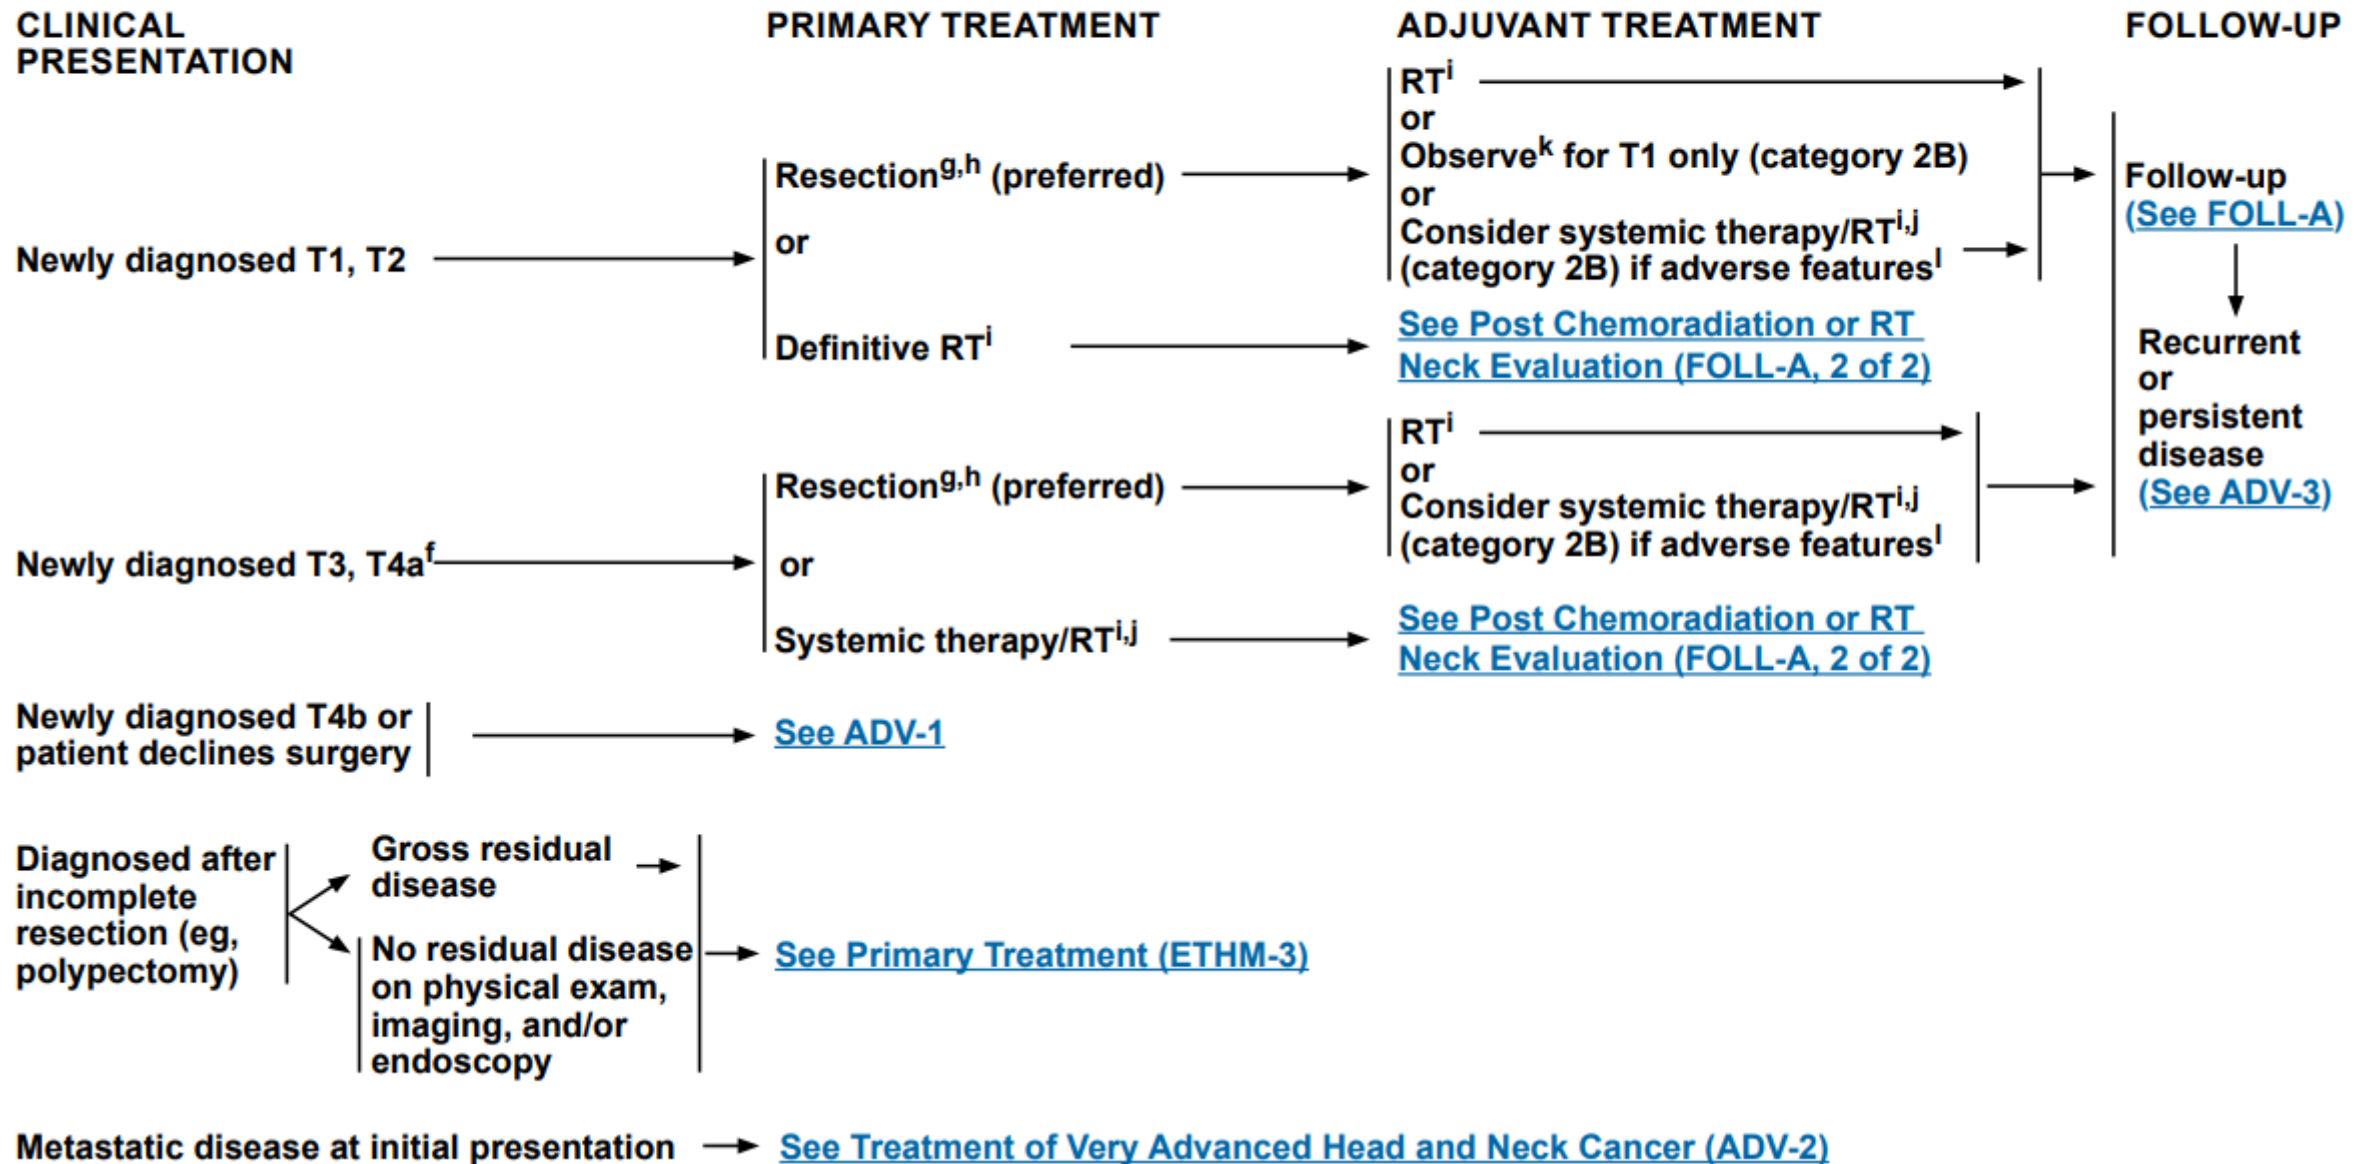 CLINICAL
PRESENTATION
PRIMARY TREATMENT
ADJUVANT TREATMENT
FOLLOW-UP
Newly diagnosed T1, T2
Resectiong,h (preferred)
or
Definitive RTi
RTi
or
Observek for T1 only (category 2B)
or
Consider systemic therapy/RTi,j
(category 2B) if adverse featuresl
See Post Chemoradiation or RT
Neck Evaluation (FOLL-A, 2 of 2)
Newly diagnosed T3, T4af
Resectiong,h (preferred)
or
Systemic therapy/RTi,j
RTi
or
Consider systemic therapy/RTi,j
(category 2B) if adverse featuresl
See Post Chemoradiation or RT
Neck Evaluation (FOLL-A, 2 of 2)
Follow-up
(See FOLL-A)
Recurrent
or
persistent
disease
(See ADV-3)
Newly diagnosed T4b or
patient declines surgery
See ADV-1
Diagnosed after
incomplete
resection (eg,
polypectomy)
Gross residual
disease
No residual disease
on physical exam,
imaging, and/or
endoscopy
See Primary Treatment (ETHM-3)
Metastatic disease at initial presentation
See Treatment of Very Advanced Head and Neck Cancer (ADV-2)